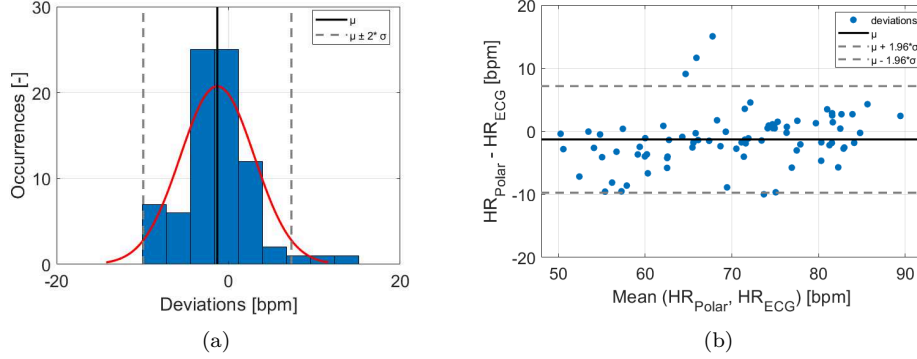 μ
μ ± 2* σ
30
20
10
0
Occurrences [-]
-20
0
20
Deviations [bpm]
(a)
deviations
μ
μ + 1.96*σ
μ - 1.96*σ
20
10
0
-10
-20
HR_Polar - HR_ECG [bpm]
50
60
70
80
90
Mean (HR_Polar, HR_ECG) [bpm]
(b)